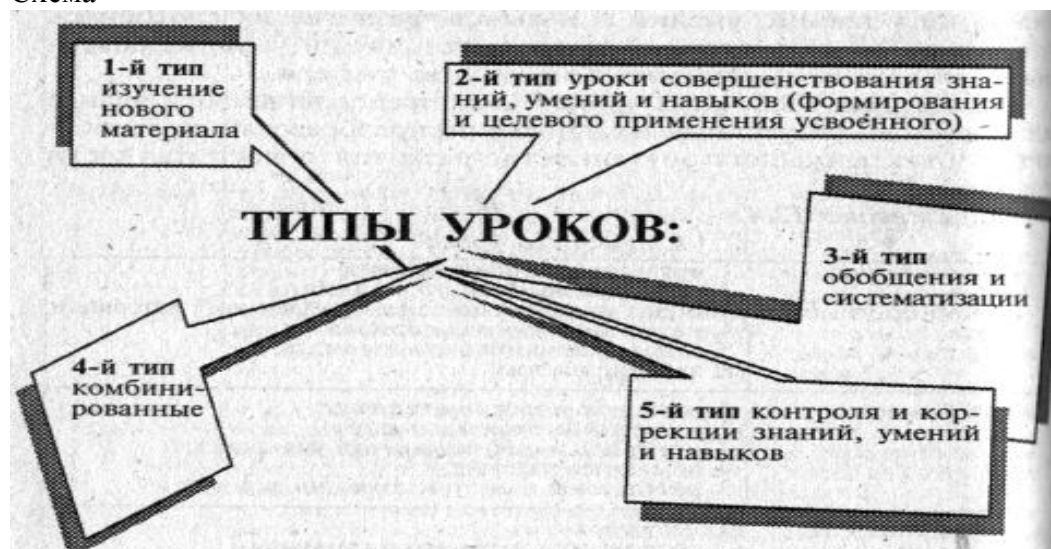 Схема
1-й тип
изучение
нового
материала
2-й тип уроки совершенствования зна-
ний, умений и навыков (формирования
и целевого применения усвоенного)
ТИПЫ УРОКОВ:
3-й тип
обобщения и
систематизации
4-й тип
комбини-
рованные
5-й тип контроля и кор-
рекции знаний, умений
и навыков